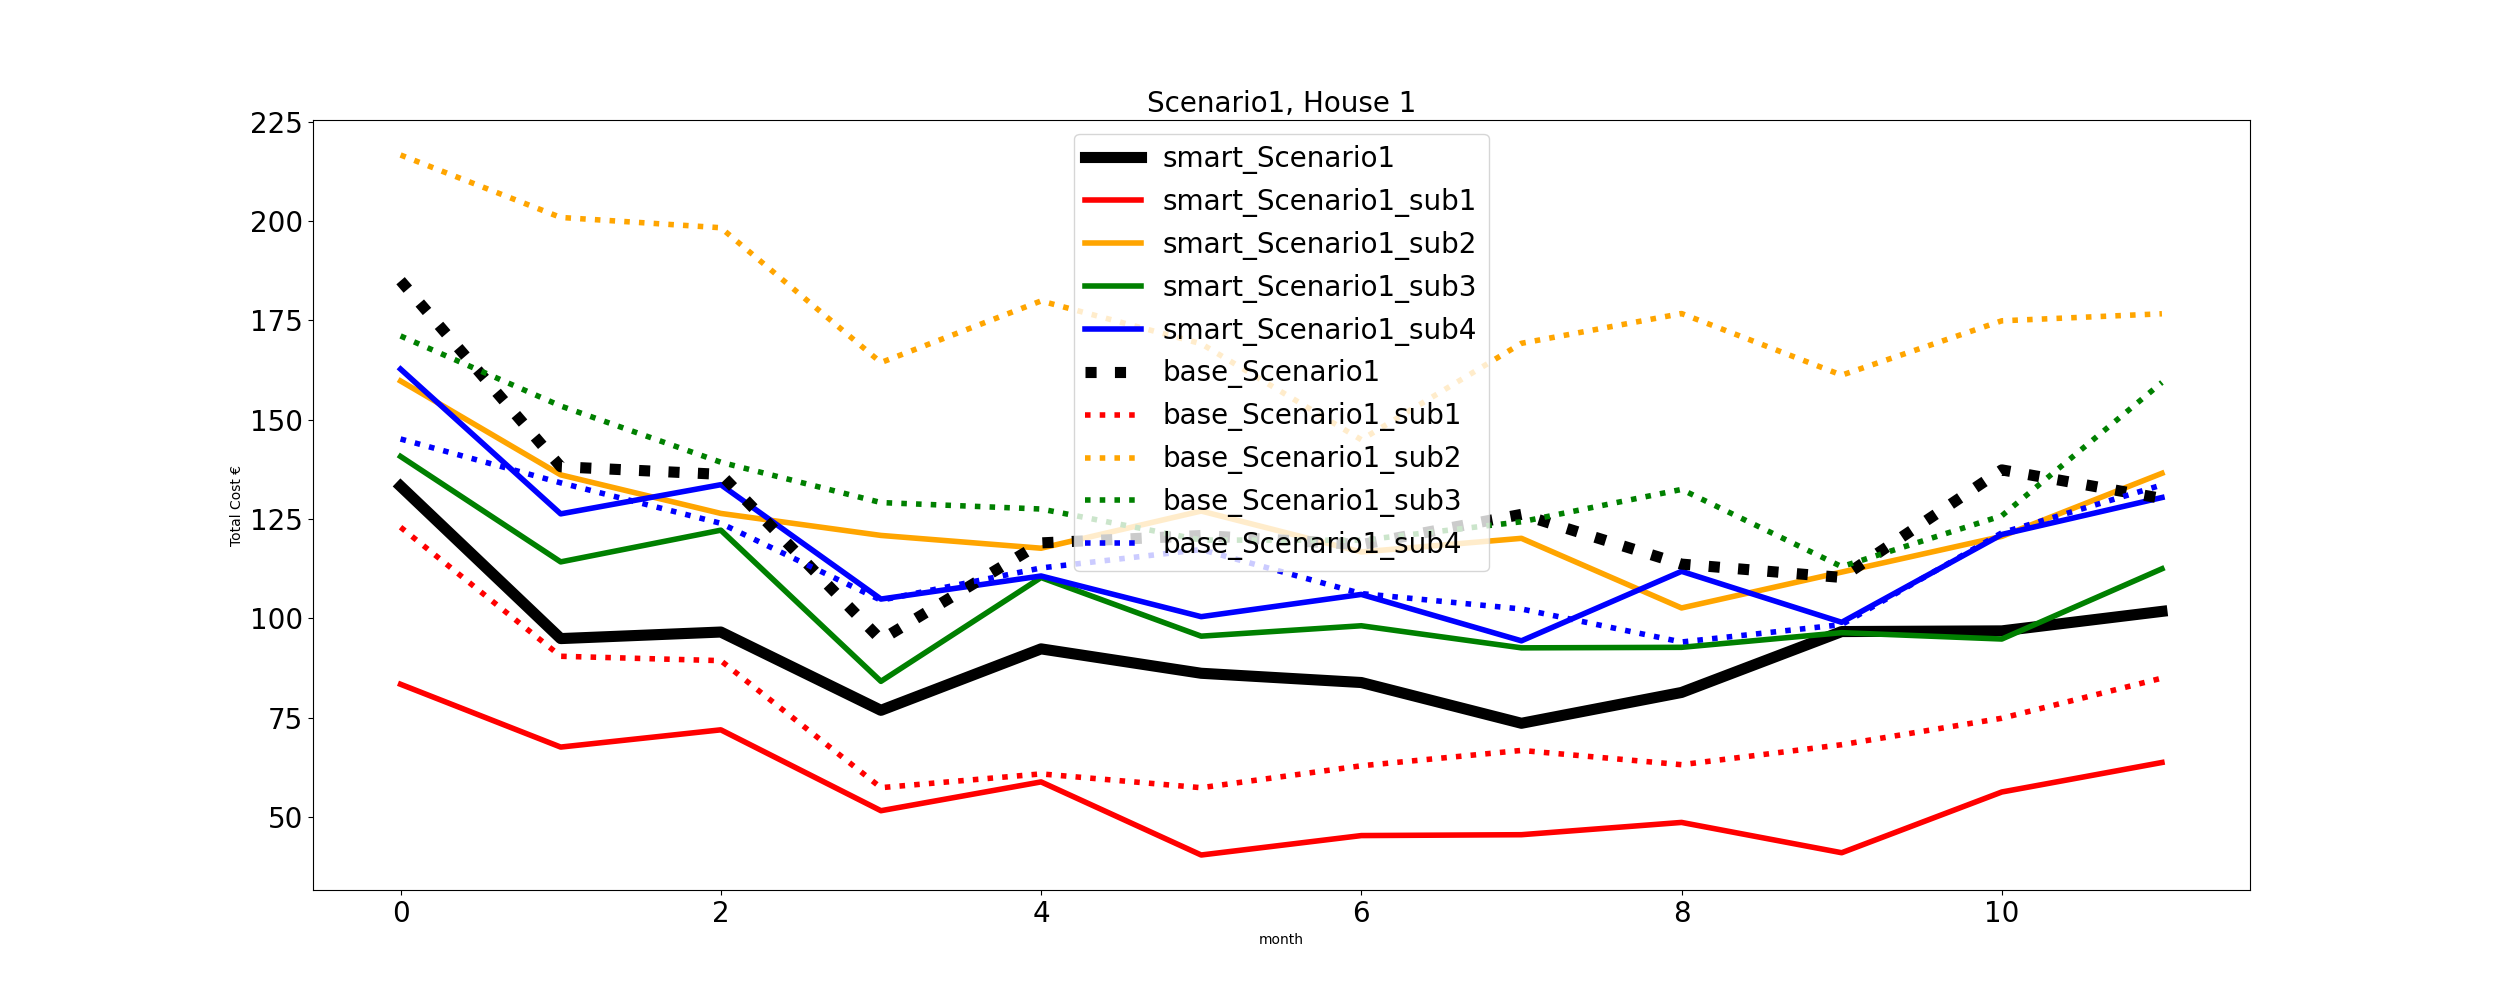 Scenario1, House 1
225
200
175
150
125
100
75
50
Total Cost €
smart_Scenario1
smart_Scenario1_sub1
smart_Scenario1_sub2
smart_Scenario1_sub3
smart_Scenario1_sub4
base_Scenario1
base_Scenario1_sub1
base_Scenario1_sub2
base_Scenario1_sub3
base_Scenario1_sub4
0 2 4 6 8 10
month